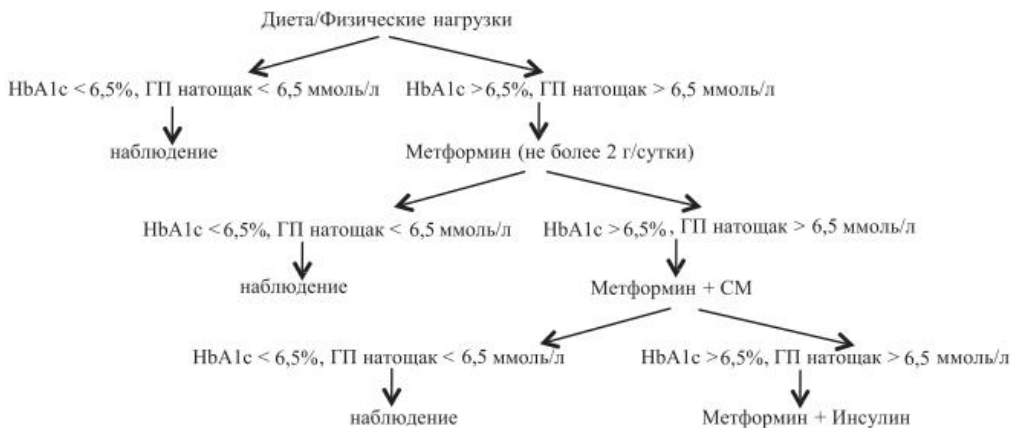 Диета/Физические нагрузки
HbA1c < 6,5%, ГП натощак < 6,5 ммоль/л
HbA1c > 6,5%, ГП натощак > 6,5 ммоль/л
наблюдение
Метформин (не более 2 г/сутки)
HbA1c < 6,5%, ГП натощак < 6,5 ммоль/л
HbA1c > 6,5%, ГП натощак > 6,5 ммоль/л
наблюдение
Метформин + СМ
HbA1c < 6,5%, ГП натощак < 6,5 ммоль/л
HbA1c > 6,5%, ГП натощак > 6,5 ммоль/л
наблюдение
Метформин + Инсулин